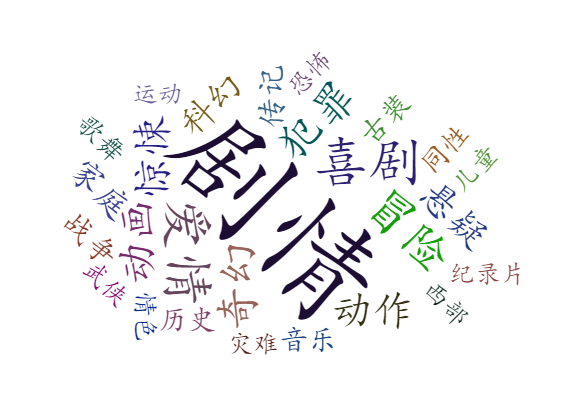 恐怖
运动
科幻
传记
犯罪
古装
歌舞
惊悚
剧情
喜剧
同性
儿童
家庭
动画
爱情
冒险
悬疑
战争
武侠
情色
历史
奇幻
动作
纪录片
西部
灾难
音乐